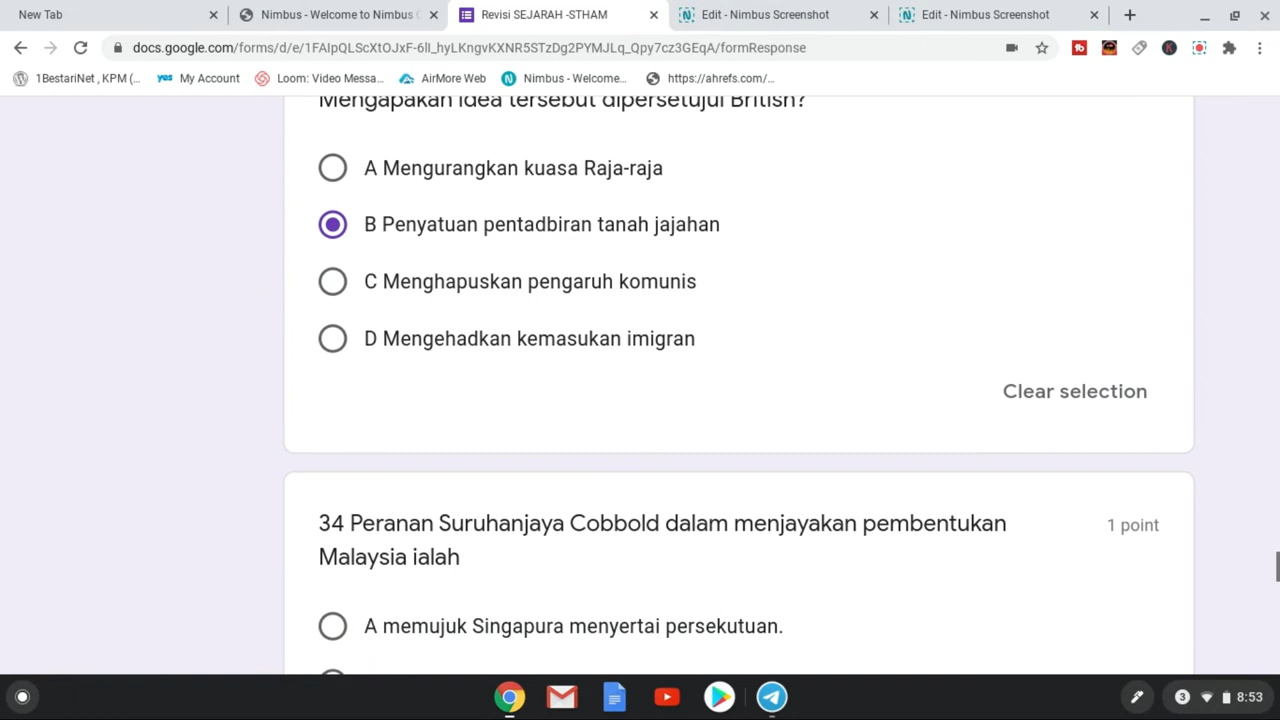 New Tab
Nimbus - Welcome to Nimbus
Revisi SEJARAH -STHAM
Edit - Nimbus Screenshot
Edit - Nimbus Screenshot
docs.google.com/forms/d/e/1FAIpQLScXtOJxF-6lI_hyLKngvKXNR5STzDg2PYMJLq_Qpy7cz3GEqA/formResponse
1BestariNet , KPM (...
yes My Account
Loom: Video Messa...
AirMore Web
Nimbus - Welcome...
https://ahrefs.com/...
Mengapakah idea tersebut dipersetujui British?
A Mengurangkan kuasa Raja-raja
B Penyatuan pentadbiran tanah jajahan
C Menghapuskan pengaruh komunis
D Mengehadkan kemasukan imigran
Clear selection
34 Peranan Suruhanjaya Cobbold dalam menjayakan pembentukan
Malaysia ialah
1 point
A memujuk Singapura menyertai persekutuan.
3
8:53